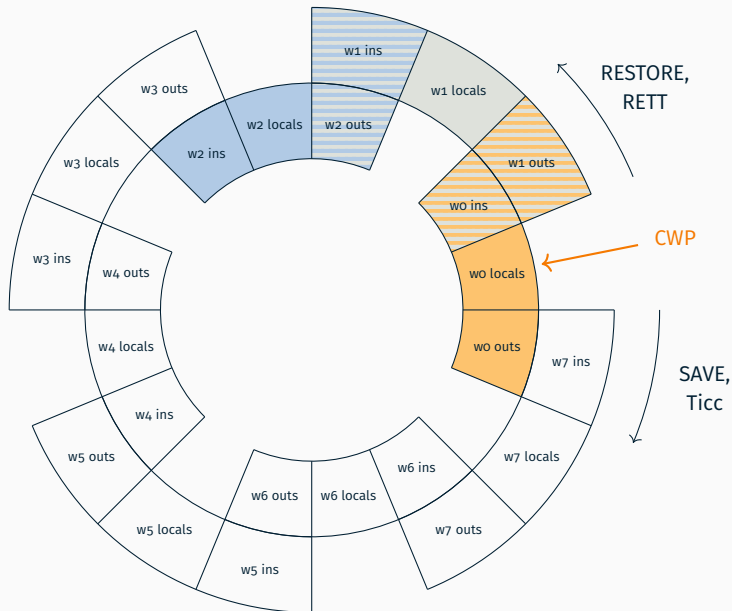 w1 ins
w1 locals
w3 outs
w2 locals
w2 outs
w2 ins
w3 locals
w1 outs
w0 ins
RESTORE,
RETT
CWP
w3 ins
w4 outs
w0 locals
w4 locals
w0 outs
w7 ins
SAVE,
Ticc
w4 ins
w5 outs
w6 ins
w7 locals
w6 outs
w6 locals
w5 locals
w7 outs
w5 ins